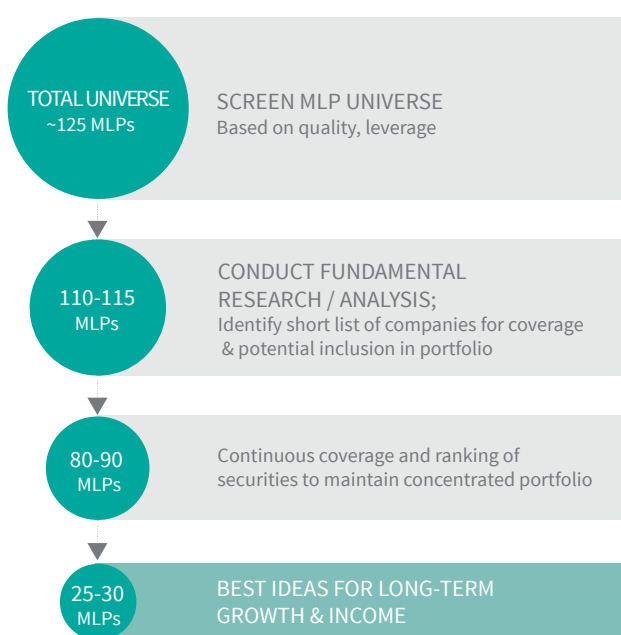 TOTAL UNIVERSE
~125 MLPs
SCREEN MLP UNIVERSE
Based on quality, leverage
110-115
MLPs
CONDUCT FUNDAMENTAL
RESEARCH / ANALYSIS;
Identify short list of companies for coverage
& potential inclusion in portfolio
80-90
MLPs
Continuous coverage and ranking of
securities to maintain concentrated portfolio
25-30
MLPs
BEST IDEAS FOR LONG-TERM
GROWTH & INCOME